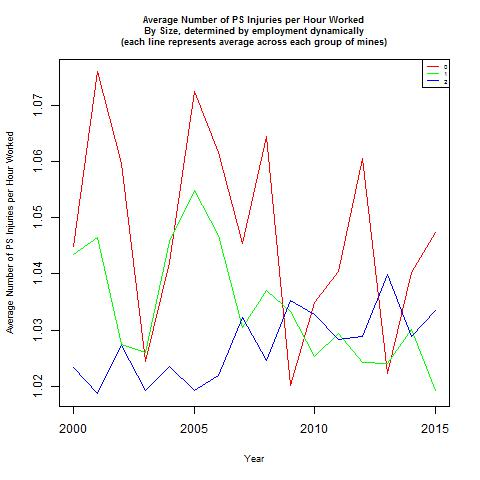 Average Number of PS Injuries per Hour Worked
By Size, determined by employment dynamically
(each line represents average across each group of mines)
0
1
2
Average Number of PS Injuries per Hour Worked
1.07
1.06
1.05
1.04
1.03
1.02
2000 2005 2010 2015
Year